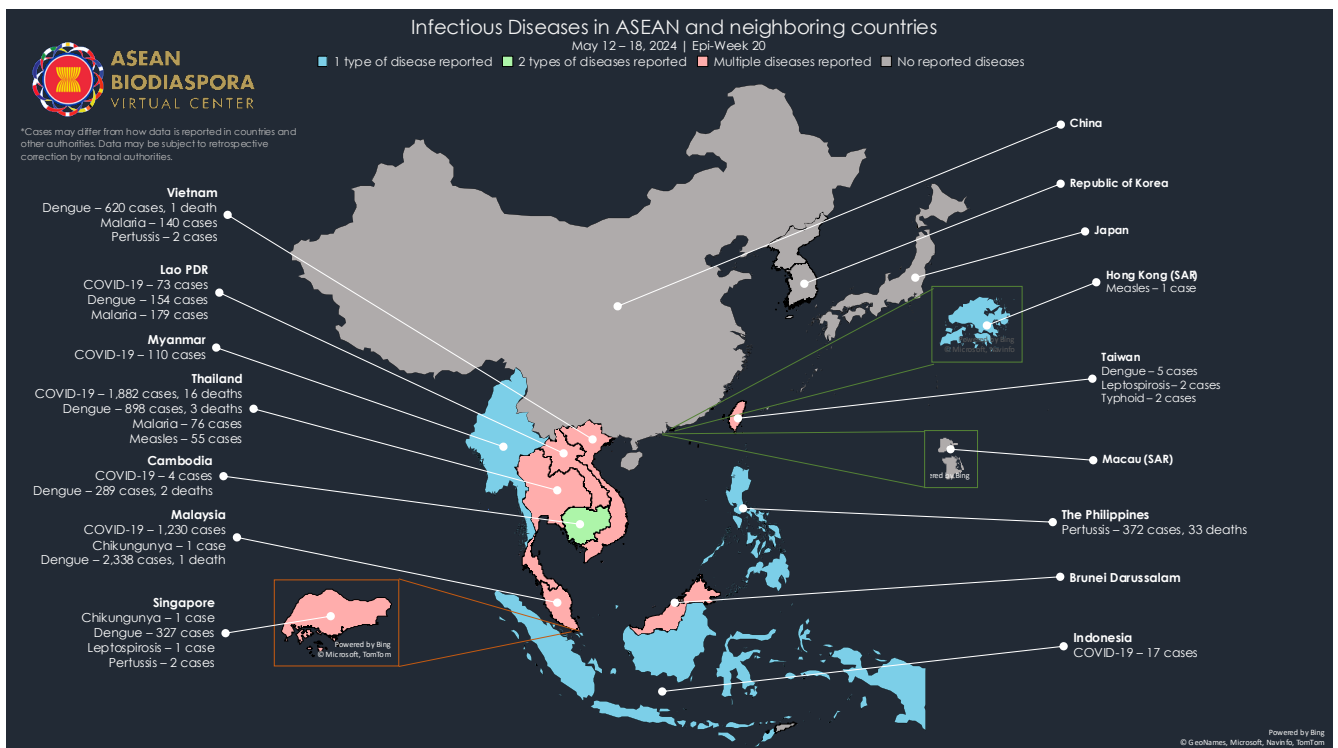 Infectious Diseases in ASEAN and neighboring countries
May 12 – 18, 2024 | Epi-Week 20
1 type of disease reported
2 types of diseases reported
Multiple diseases reported
No reported diseases
ASEAN
BIODIASPORA
VIRTUAL CENTER
*Cases may differ from how data is reported in countries and
other authorities. Data may be subject to retrospective
correction by national authorities.
Vietnam
Dengue – 620 cases, 1 death
Malaria – 140 cases
Pertussis – 2 cases
Lao PDR
COVID-19 – 73 cases
Dengue – 154 cases
Malaria – 179 cases
Myanmar
COVID-19 – 110 cases
Thailand
COVID-19 – 1,882 cases, 16 deaths
Dengue – 898 cases, 3 deaths
Malaria – 76 cases
Measles – 55 cases
Cambodia
COVID-19 – 4 cases
Dengue – 289 cases, 2 deaths
Malaysia
COVID-19 – 1,230 cases
Chikungunya – 1 case
Dengue – 2,338 cases, 1 death
Singapore
Chikungunya – 1 case
Dengue – 327 cases
Leptospirosis – 1 case
Pertussis – 2 cases
Powered by Bing
© Microsoft, TomTom
China
Republic of Korea
Japan
Hong Kong (SAR)
Measles – 1 case
Powered by Bing
© Microsoft, Navinfo
Taiwan
Dengue – 5 cases
Leptospirosis – 2 cases
Typhoid – 2 cases
Macau (SAR)
ered by Bing
The Philippines
Pertussis – 372 cases, 33 deaths
Brunei Darussalam
Indonesia
COVID-19 – 17 cases
Powered by Bing
© GeoNames, Microsoft, Navinfo, TomTom